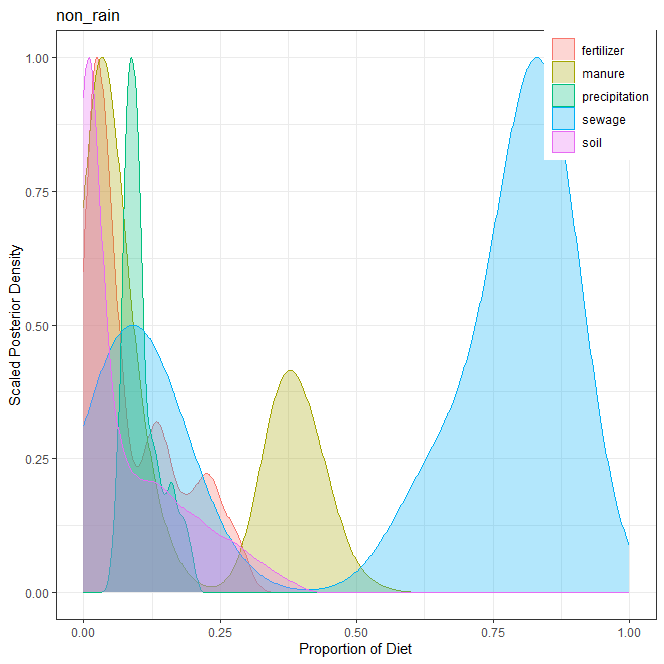 non_rain
1.00
0.75
0.50
0.25
0.00
Scaled Posterior Density
fertilizer
manure
precipitation
sewage
soil
0.00 0.25 0.50 0.75 1.00
Proportion of Diet